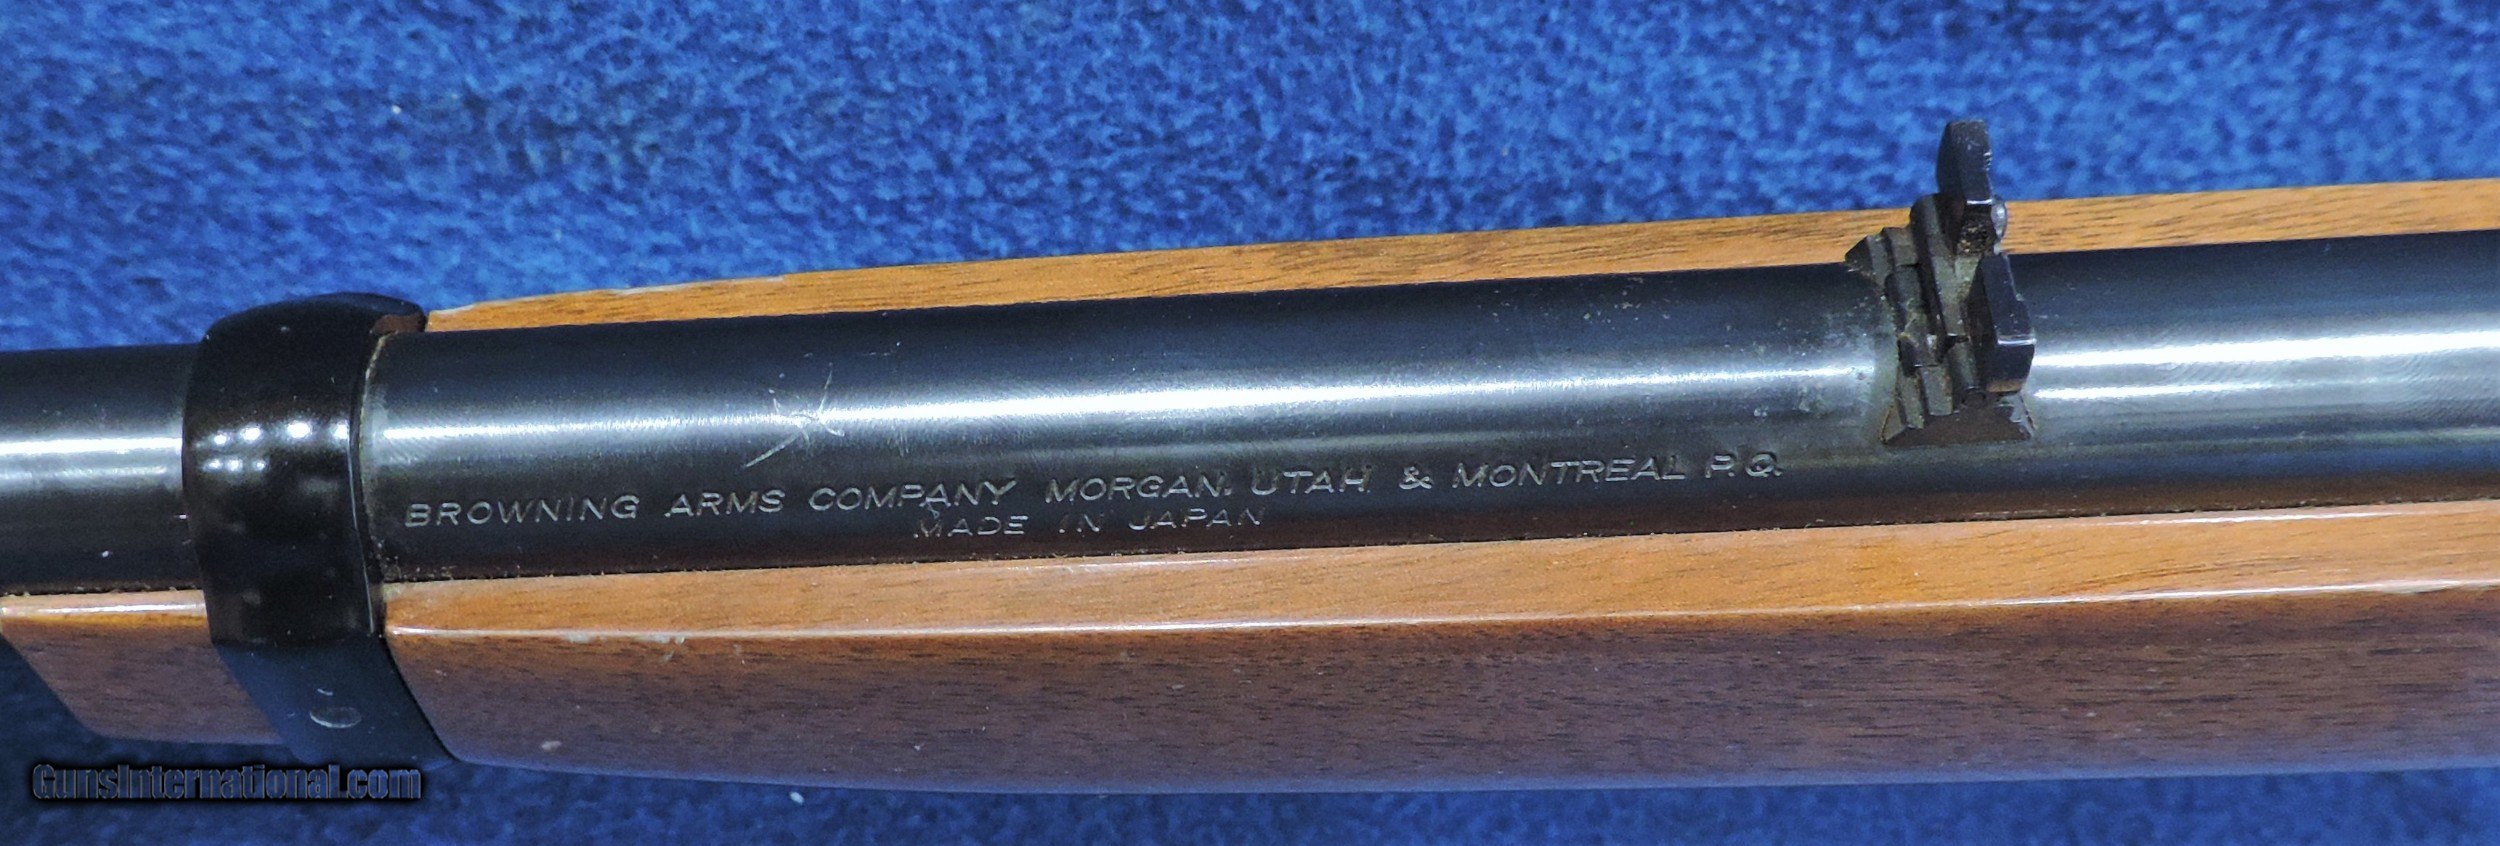 BROWNING ARMS COMPANY MORGAN, UTAH & MONTREAL P.Q.
MADE IN JAPAN
GunsInternational.com